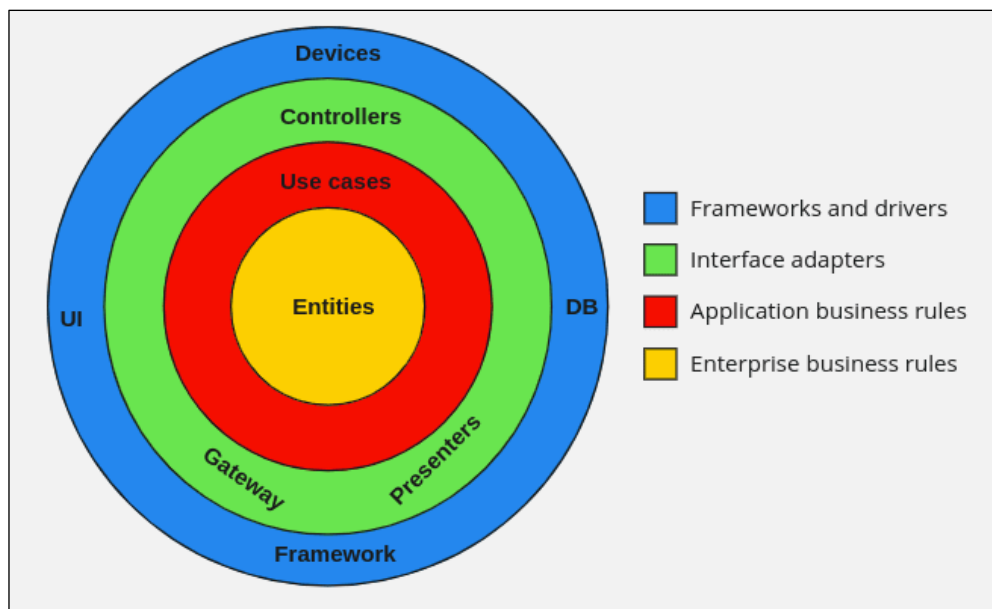 Devices
Controllers
Use cases
Entities
UI
DB
Gateway
Presenters
Framework
Frameworks and drivers
Interface adapters
Application business rules
Enterprise business rules